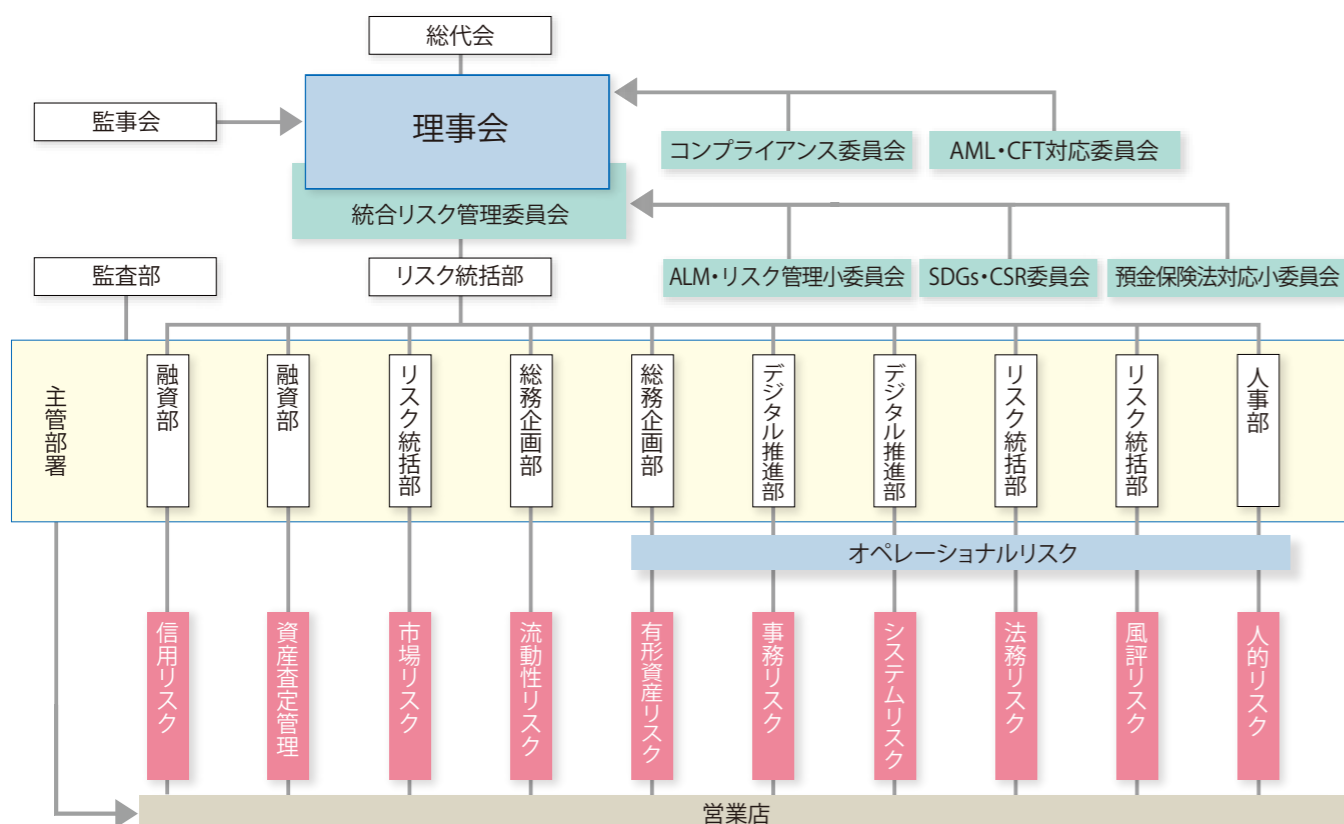 総代会
監事会
理事会
コンプライアンス委員会
AML・CFT対応委員会
統合リスク管理委員会
監査部
リスク統括部
ALM・リスク管理小委員会
SDGs・CSR委員会
預金保険法対応小委員会
主管部署
融資部
融資部
リスク統括部
総務企画部
総務企画部
デジタル推進部
デジタル推進部
リスク統括部
リスク統括部
人事部
オペレーショナルリスク
信用リスク
資産査定管理
市場リスク
流動性リスク
有形資産リスク
事務リスク
システムリスク
法務リスク
風評リスク
人的リスク
営業店